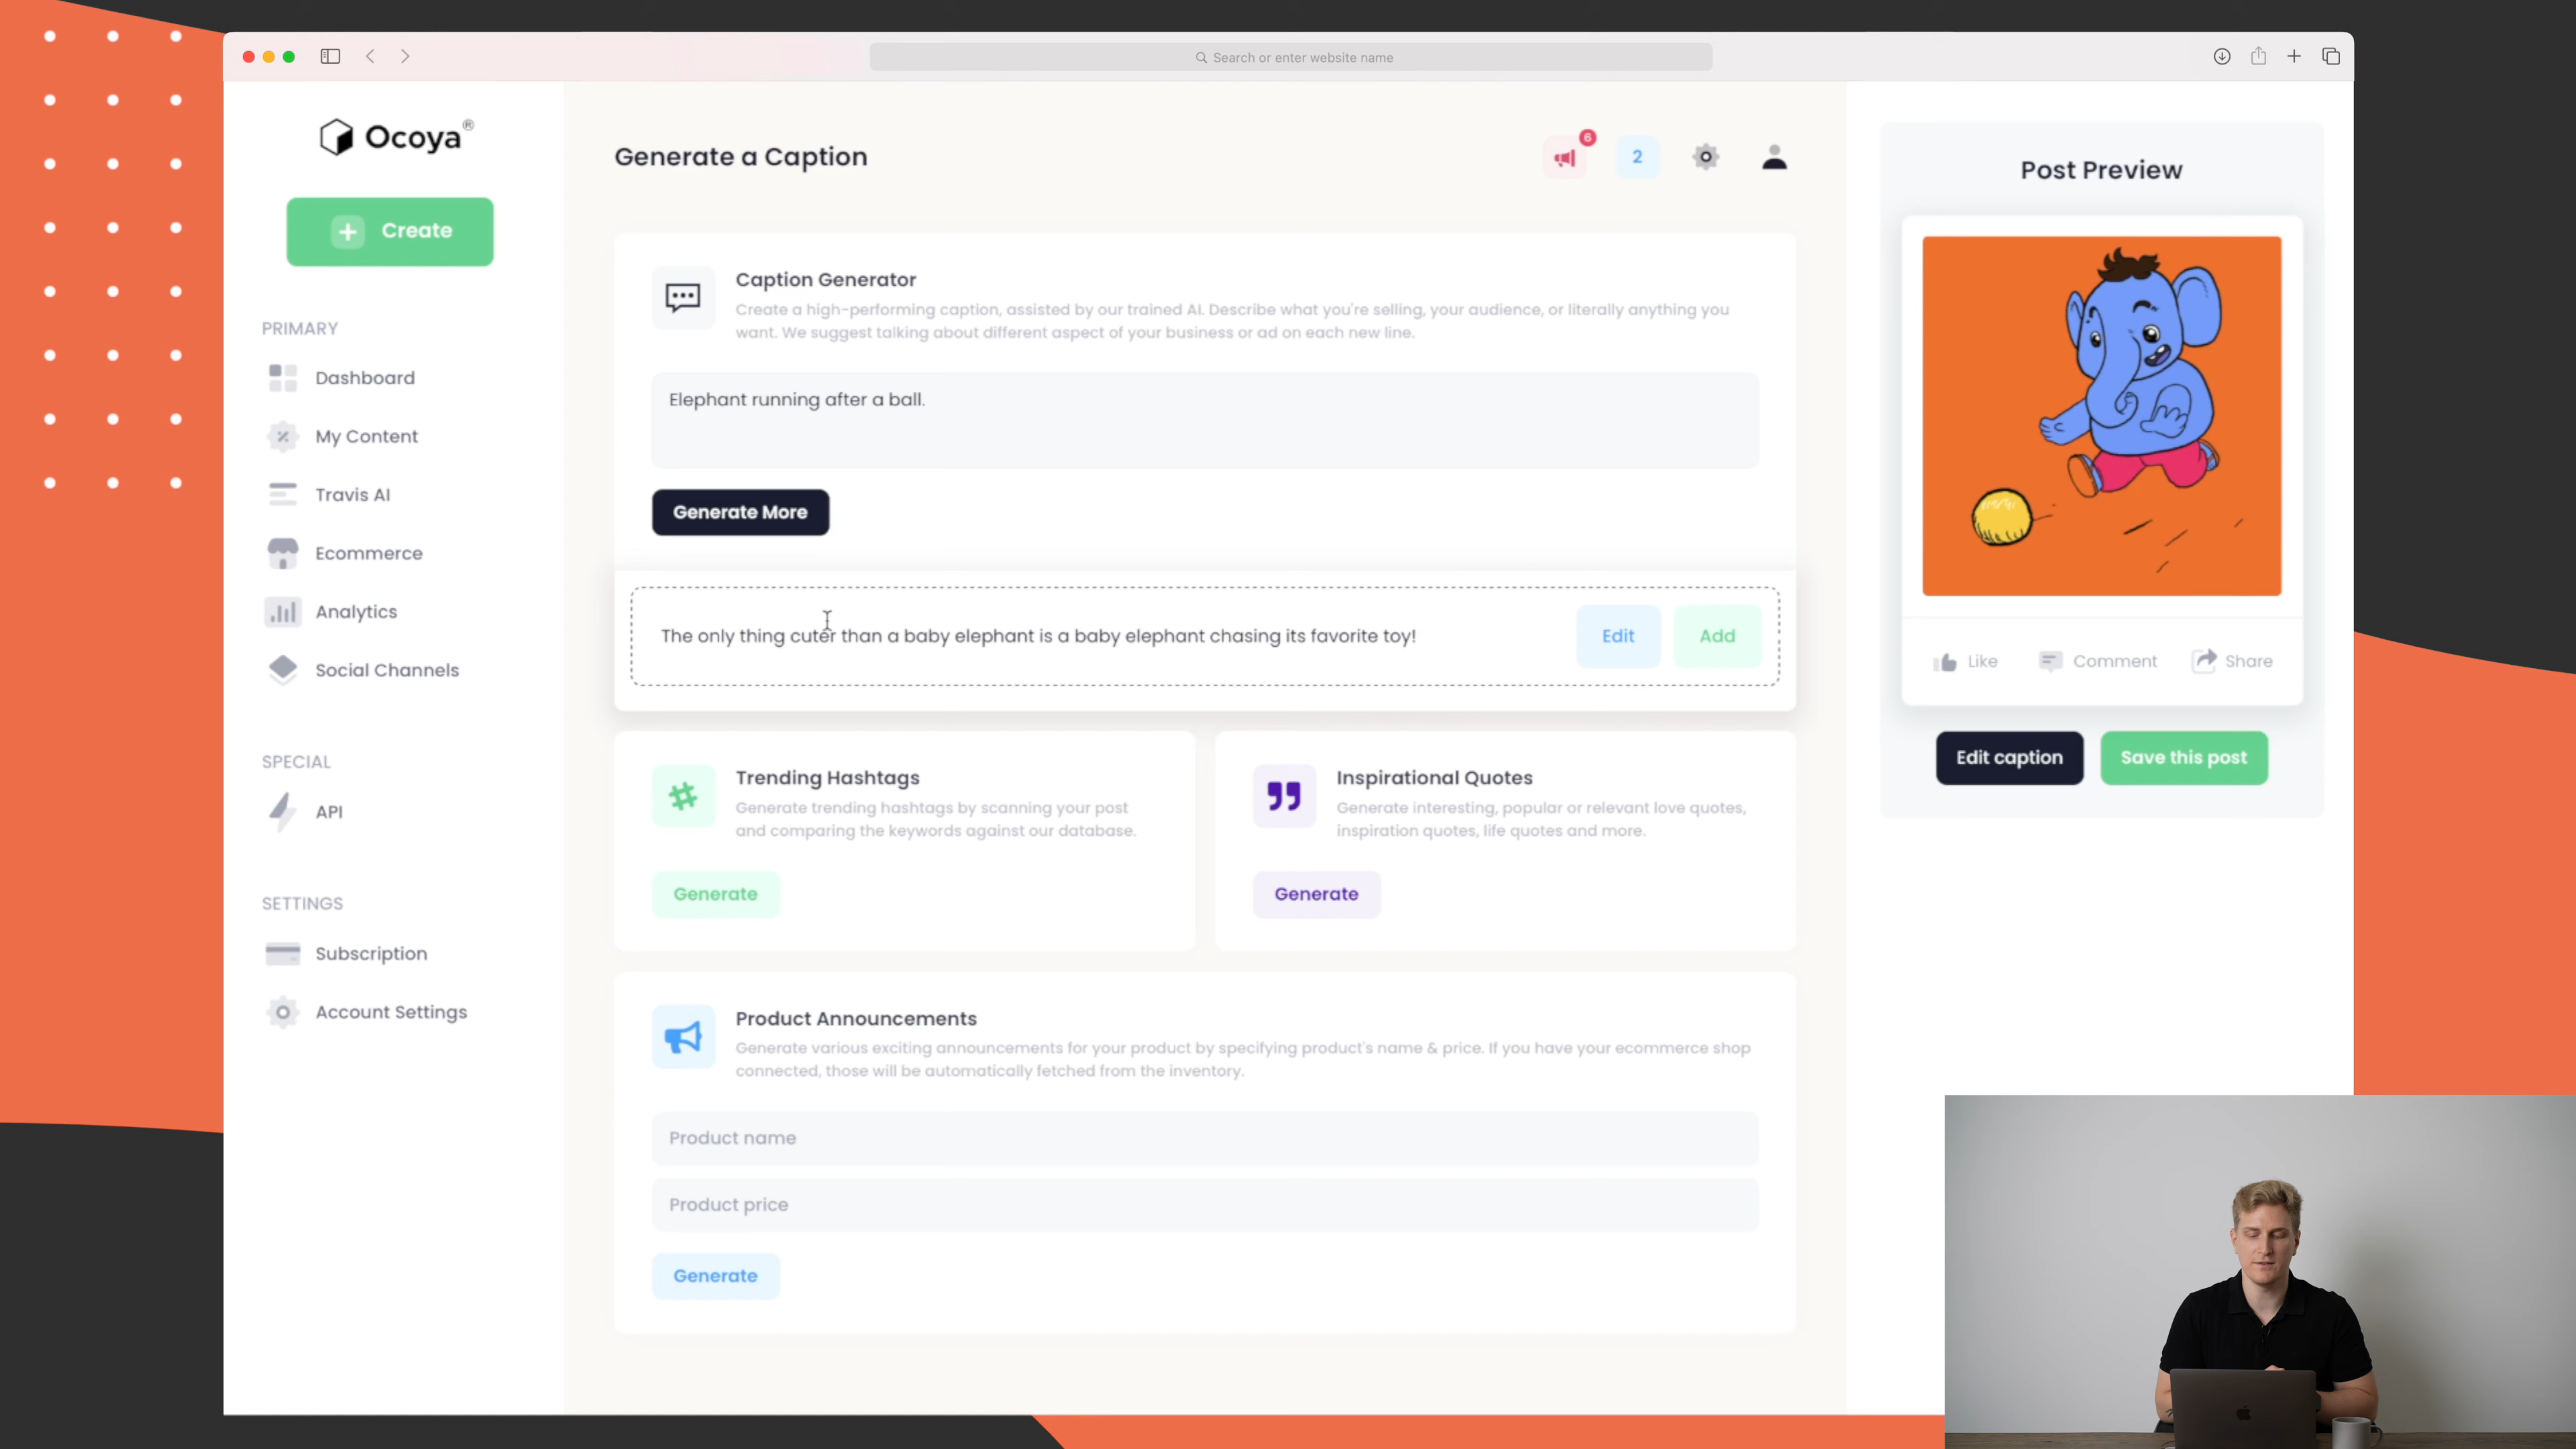 Search or enter website name
Ocoya®
Create
PRIMARY
Dashboard
My Content
Travis AI
Ecommerce
Analytics
Social Channels
SPECIAL
API
SETTINGS
Subscription
Account Settings
Generate a Caption
6
2
Caption Generator
Create a high-performing caption, assisted by our trained AI. Describe what you're selling, your audience, or literally anything you
want. We suggest talking about different aspect of your business or ad on each new line.
Elephant running after a ball.
Generate More
The only thing cuter than a baby elephant is a baby elephant chasing its favorite toy!
Edit
Add
Trending Hashtags
Generate trending hashtags by scanning your post
and comparing the keywords against our database.
Generate
Inspirational Quotes
Generate interesting, popular or relevant love quotes,
inspiration quotes, life quotes and more.
Generate
Product Announcements
Generate various exciting announcements for your product by specifying product's name & price. If you have your ecommerce shop
connected, those will be automatically fetched from the inventory.
Product name
Product price
Generate
Post Preview
Like
Comment
Share
Edit caption
Save this post